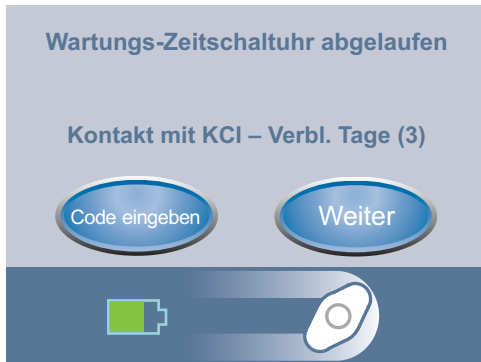 Wartungs-Zeitschaltuhr abgelaufen
Kontakt mit KCI – Verbl. Tage (3)
Code eingeben
Weiter